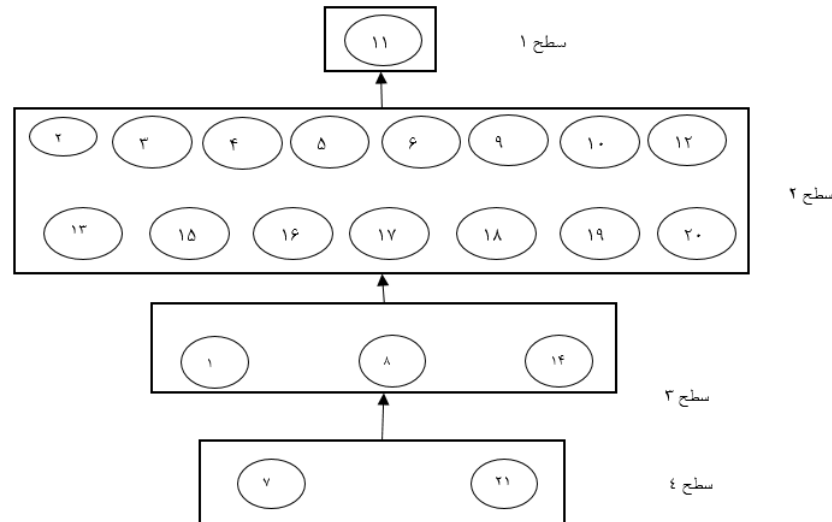 ۱۱
سطح ۱
۲ ۳ ۴ ۵ ۶ ۹ ۱۰ ۱۲
سطح ۲
۱۳ ۱۵ ۱۶ ۱۷ ۱۸ ۱۹ ۲۰
۱ ۸ ۱۴
سطح ۳
۷ ۲۱
سطح ٤